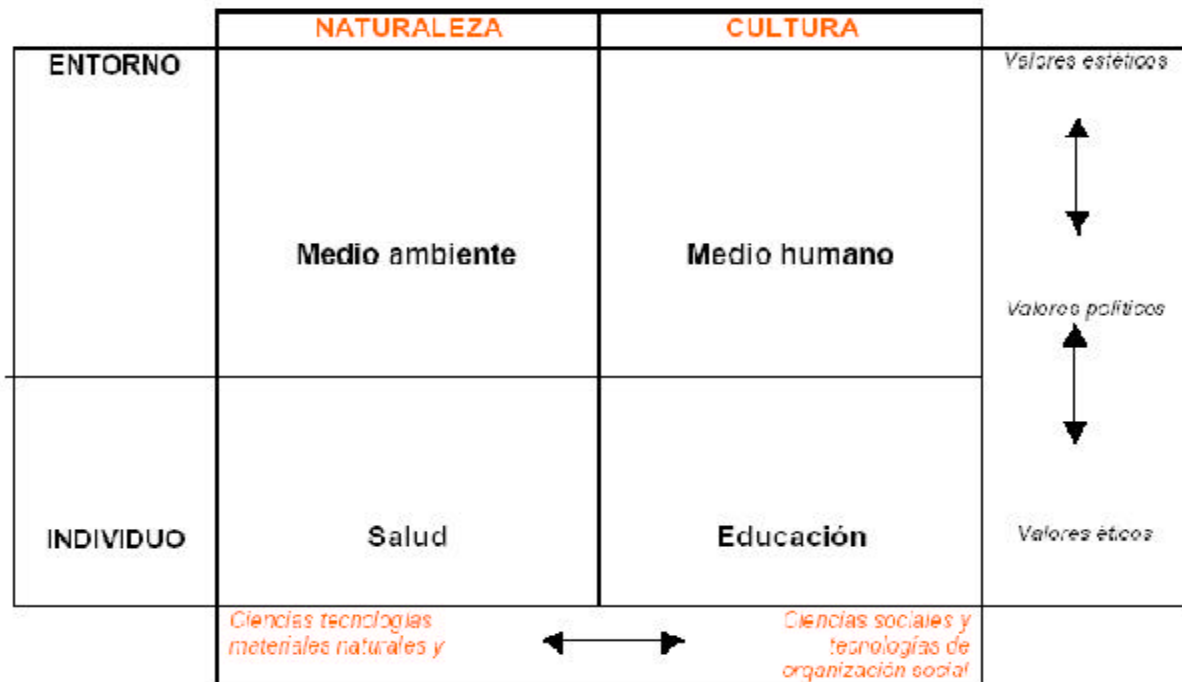 NATURALEZA CULTURA
ENTORNO Valores estéticos
Medio ambiente Medio humano
Valores políticos
INDIVIDUO Salud Educación Valores éticos
Ciencias tecnologías
materiales naturales y
Ciencias sociales y
tecnologías de
organización social